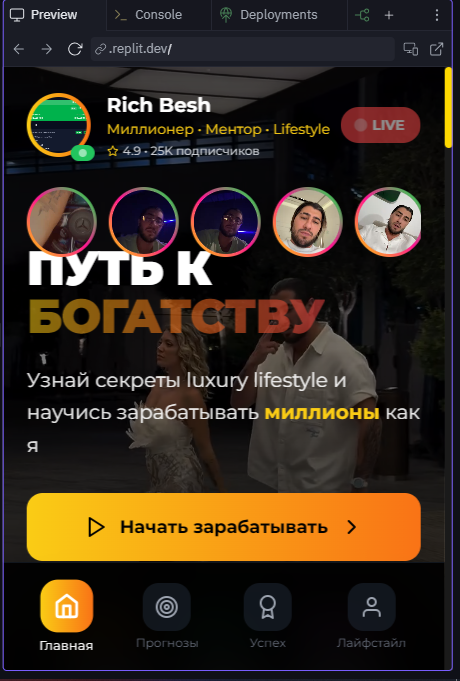 Preview
Console
Deployments
.replit.dev/
Rich Besh
Миллионер • Ментор • Lifestyle
4.9 • 25K подписчиков
LIVE
ПУТЬ К
БОГАТСТВУ
Узнай секреты luxury lifestyle и
научись зарабатывать миллионы как
я
Начать зарабатывать
Главная
Прогнозы
Успех
Лайфстайл